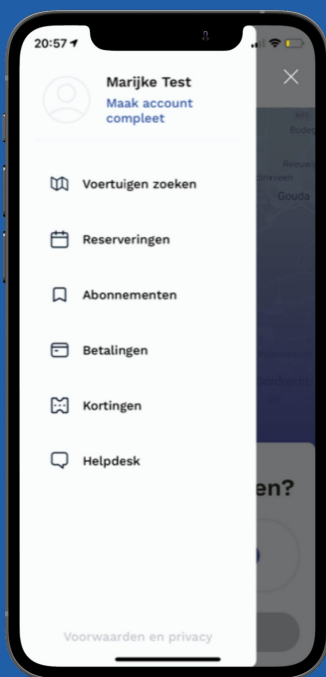 20:57
Marijke Test
Maak account
compleet
Voertuigen zoeken
Gouda
Reserveringen
Abonnementen
Betalingen
Kortingen
Helpdesk
en?
Voorwaarden en privacy